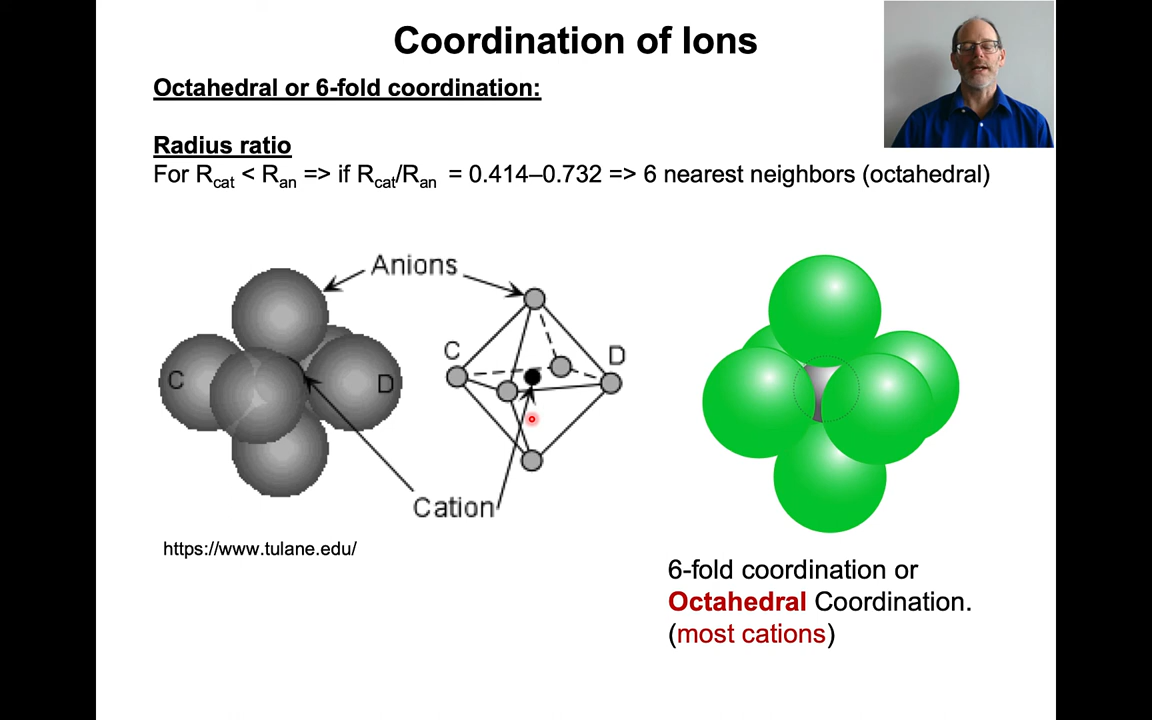 Coordination of Ions
Octahedral or 6-fold coordination:
Radius ratio
For Rcat < Ran => if Rcat/Ran = 0.414–0.732 => 6 nearest neighbors (octahedral)
Anions
C
D
C
D
Cation
https://www.tulane.edu/
6-fold coordination or
Octahedral Coordination.
(most cations)